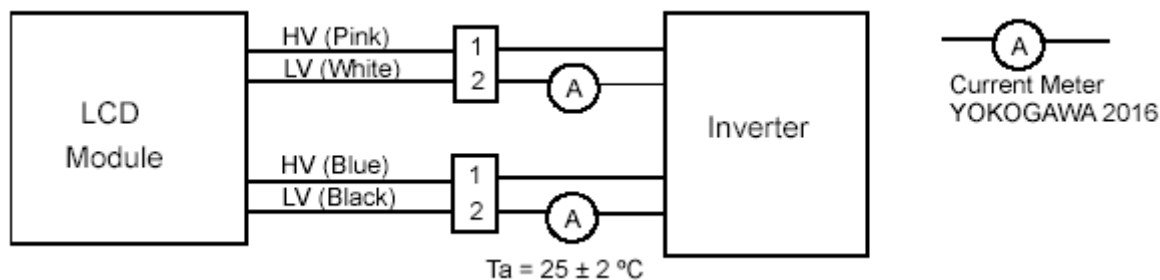 HV (Pink)
LV (White)
1
2
A
LCD
Module
Inverter
A
Current Meter
YOKOGAWA 2016
HV (Blue)
LV (Black)
1
2
A
Ta = 25 ± 2 ºC